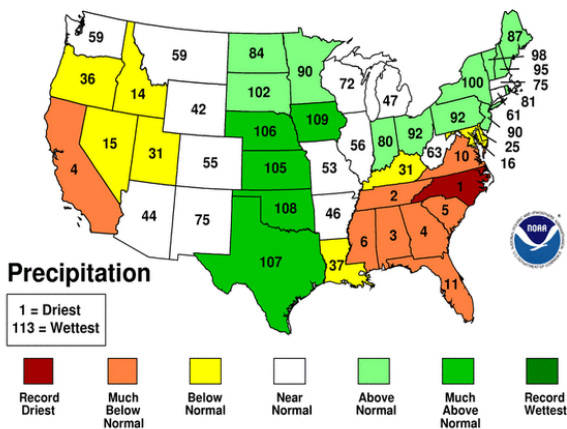 59
59
84
90
87
36
14
102
72
47
100
98
95
75
81
61
90
25
16
42
106
109
92
15
31
80
92
56
63
10
4
55
105
53
31
1
44
75
108
46
2
5
107
37
6
3
4
11
NOAA
Precipitation
1 = Driest
113 = Wettest
Record
Driest
Much
Below
Normal
Below
Normal
Near
Normal
Above
Normal
Much
Above
Normal
Record
Wettest